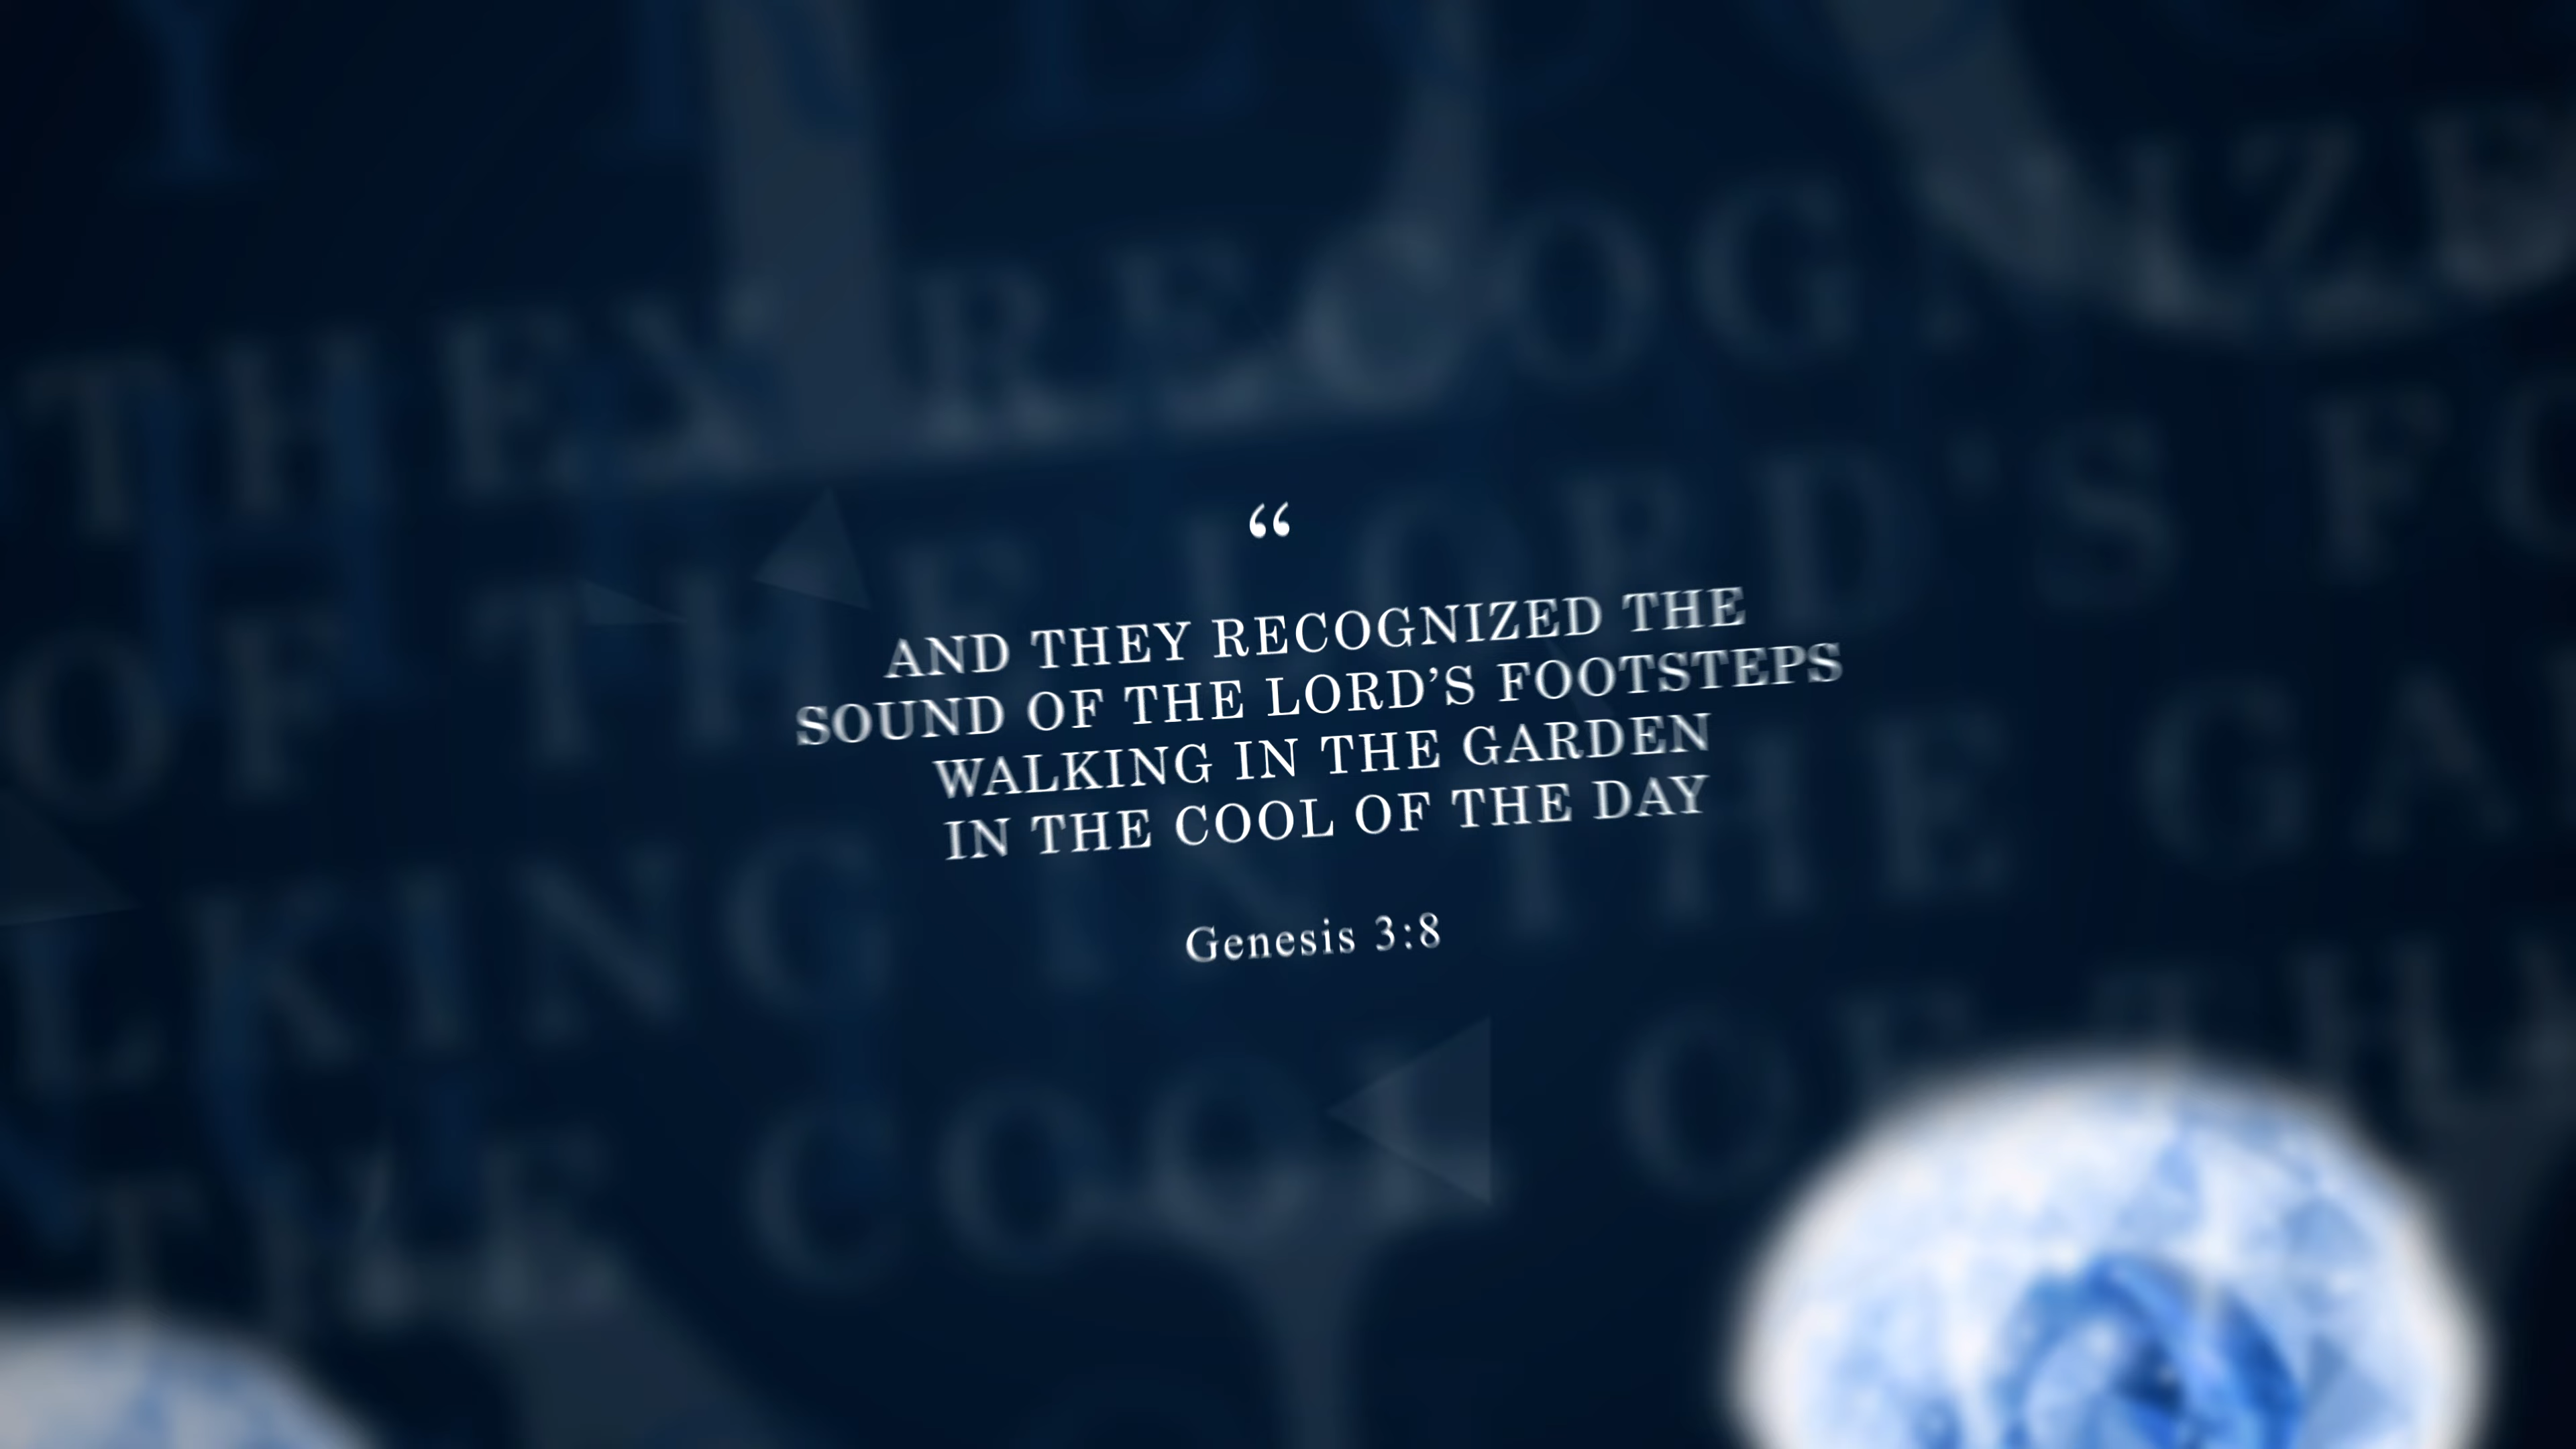 “
AND THEY RECOGNIZED THE
SOUND OF THE LORD’S FOOTSTEPS
WALKING IN THE GARDEN
IN THE COOL OF THE DAY
Genesis 3:8